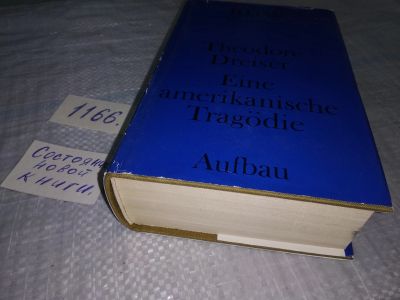 Theodore
Dreiser
Eine
amerikanische
Tragödie
Aufbau
1166.
Состояние
новой
книги.